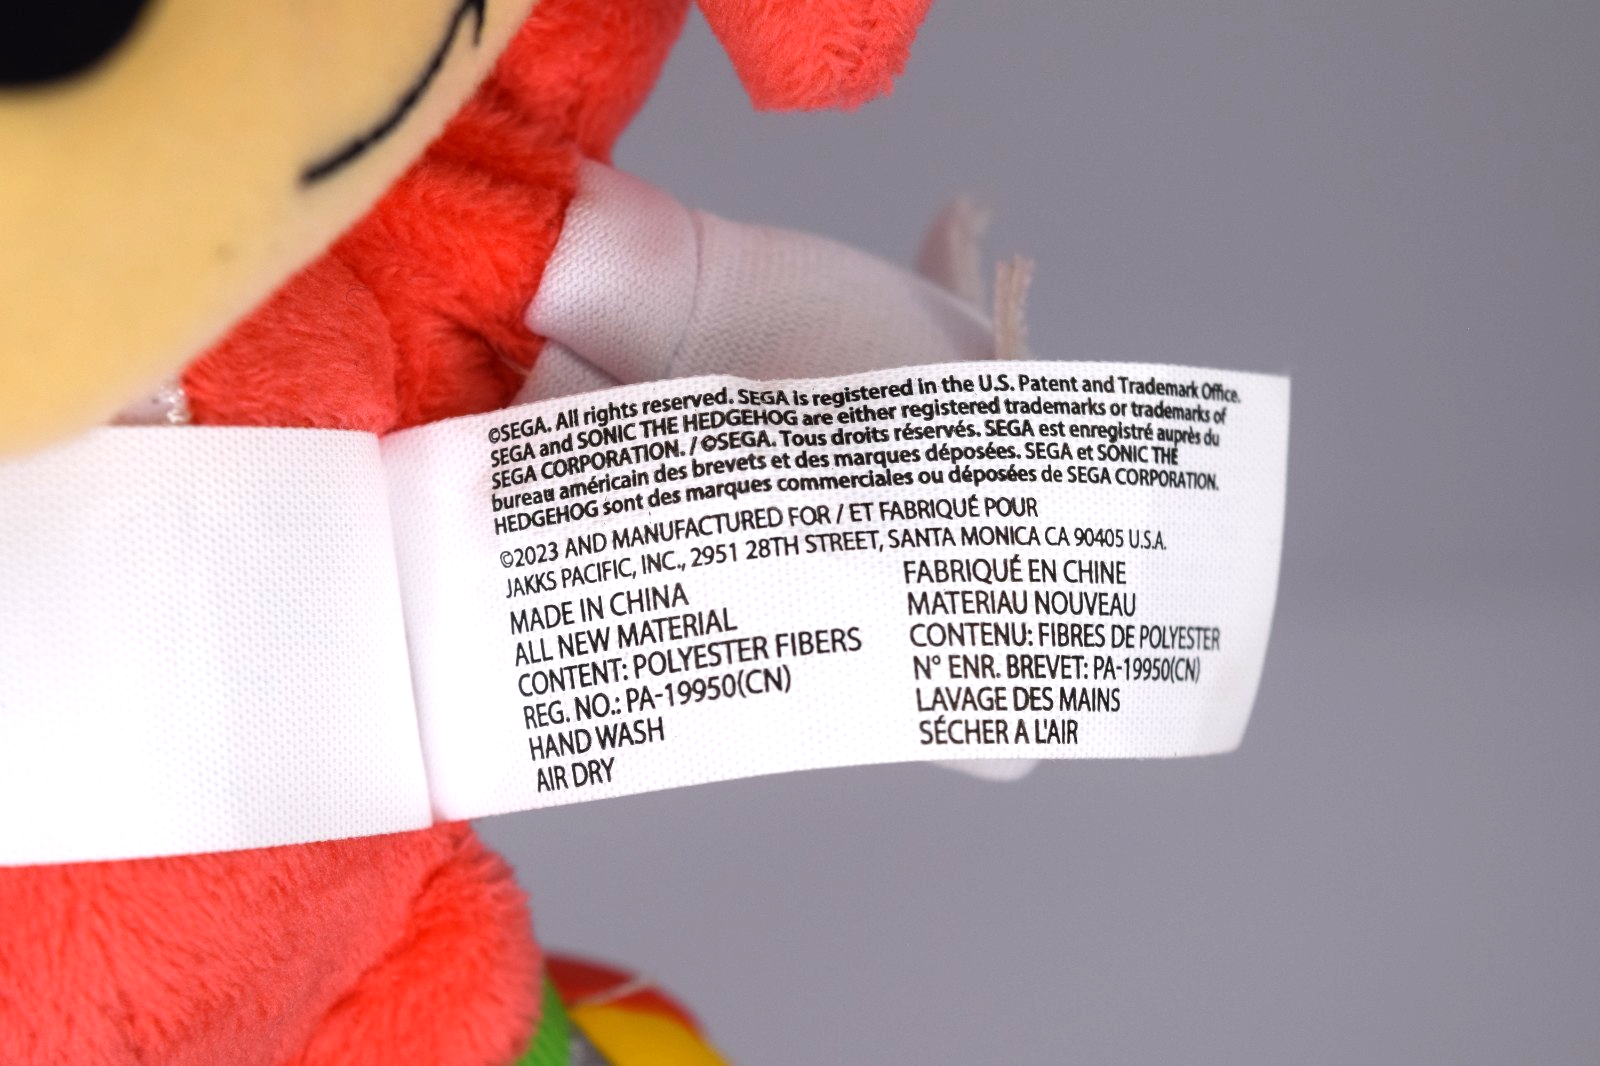 ©SEGA. All rights reserved. SEGA is registered in the U.S. Patent and Trademark Office.
SEGA and SONIC THE HEDGEHOG are either registered trademarks or trademarks of
SEGA CORPORATION. / ©SEGA. Tous droits réservés. SEGA est enregistré auprès du
bureau américain des brevets et des marques déposées. SEGA et SONIC THE
HEDGEHOG sont des marques commerciales ou déposées de SEGA CORPORATION.
©2023 AND MANUFACTURED FOR / ET FABRIQUÉ POUR
JAKKS PACIFIC, INC., 2951 28TH STREET, SANTA MONICA CA 90405 U.S.A.
MADE IN CHINA
ALL NEW MATERIAL
CONTENT: POLYESTER FIBERS
REG. NO.: PA-19950(CN)
HAND WASH
AIR DRY
FABRIQUÉ EN CHINE
MATERIAU NOUVEAU
CONTENU: FIBRES DE POLYESTER
N° ENR. BREVET: PA-19950(CN)
LAVAGE DES MAINS
SÉCHER A L'AIR